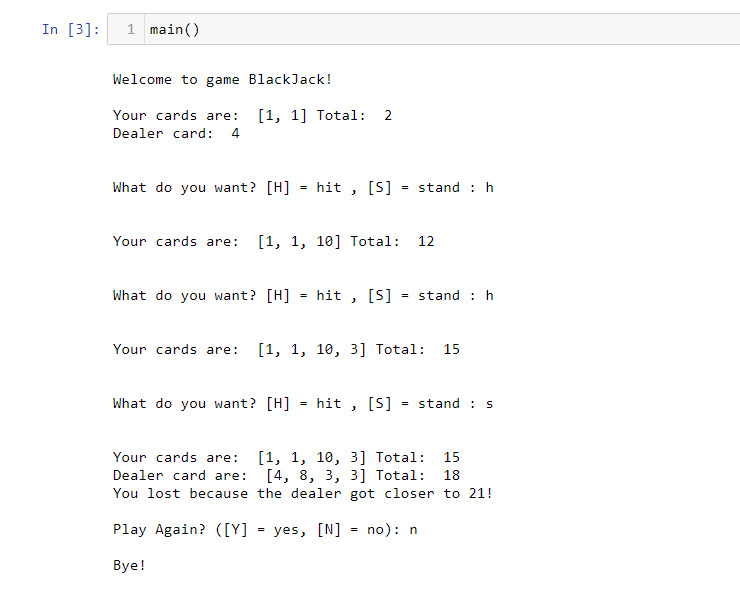 In [3]: 1 main()
Welcome to game BlackJack!
Your cards are:  [1, 1] Total:  2
Dealer card:  4
What do you want? [H] = hit , [S] = stand : h
Your cards are:  [1, 1, 10] Total:  12
What do you want? [H] = hit , [S] = stand : h
Your cards are:  [1, 1, 10, 3] Total:  15
What do you want? [H] = hit , [S] = stand : s
Your cards are:  [1, 1, 10, 3] Total:  15
Dealer card are:  [4, 8, 3, 3] Total:  18
You lost because the dealer got closer to 21!
Play Again? ([Y] = yes, [N] = no): n
Bye!